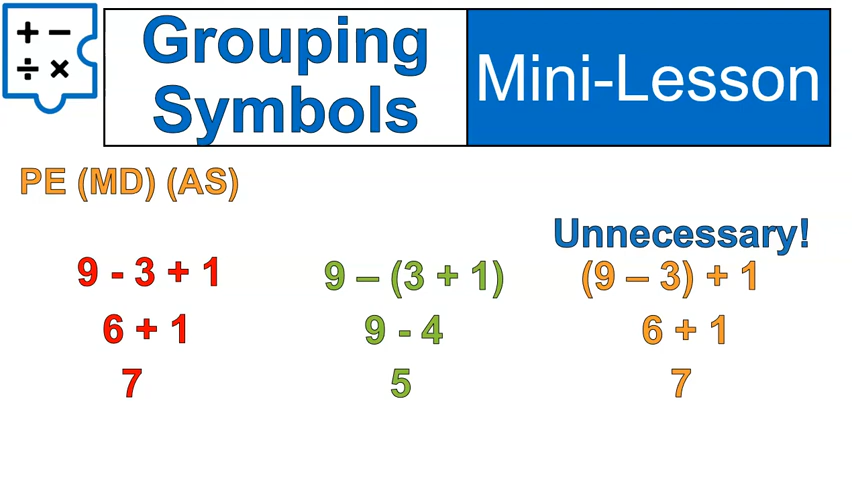 + −
÷ ×
Grouping
Symbols
Mini-Lesson
PE (MD) (AS)
9 - 3 + 1
6 + 1
7
9 – (3 + 1)
9 - 4
5
Unnecessary!
(9 – 3) + 1
6 + 1
7